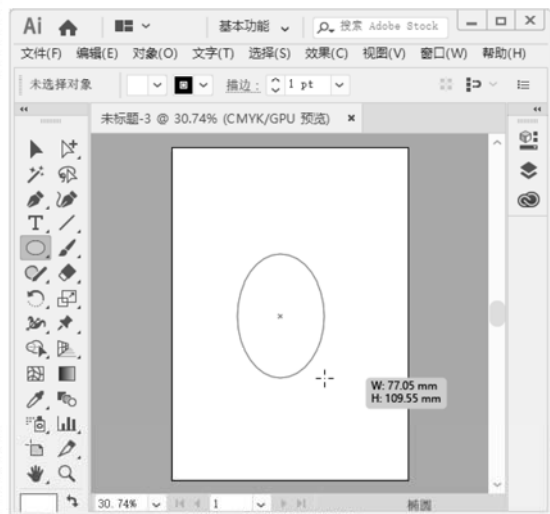 Ai 基本功能 搜索 Adobe Stock
文件(F) 编辑(E) 对象(O) 文字(T) 选择(S) 效果(C) 视图(V) 窗口(W) 帮助(H)
未选择对象 描边: 1 pt
未标题-3 @ 30.74% (CMYK/GPU 预览) ×
W: 77.05 mm
H: 109.55 mm
30.74% 1 椭圆